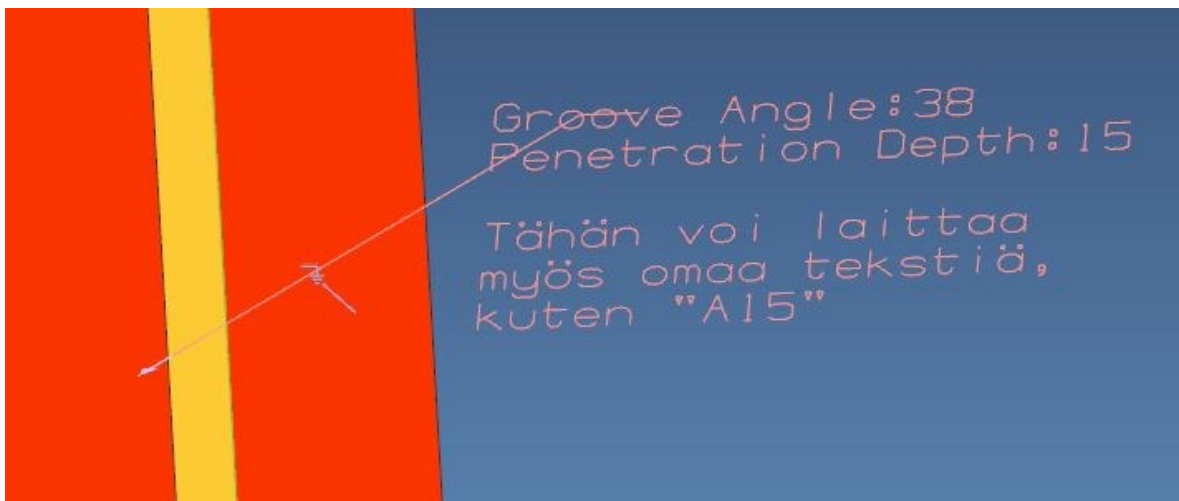 Groove Angle:38
Penetration Depth:15
Tähän voi laittaa
myös omaa tekstiä,
kuten "A15"